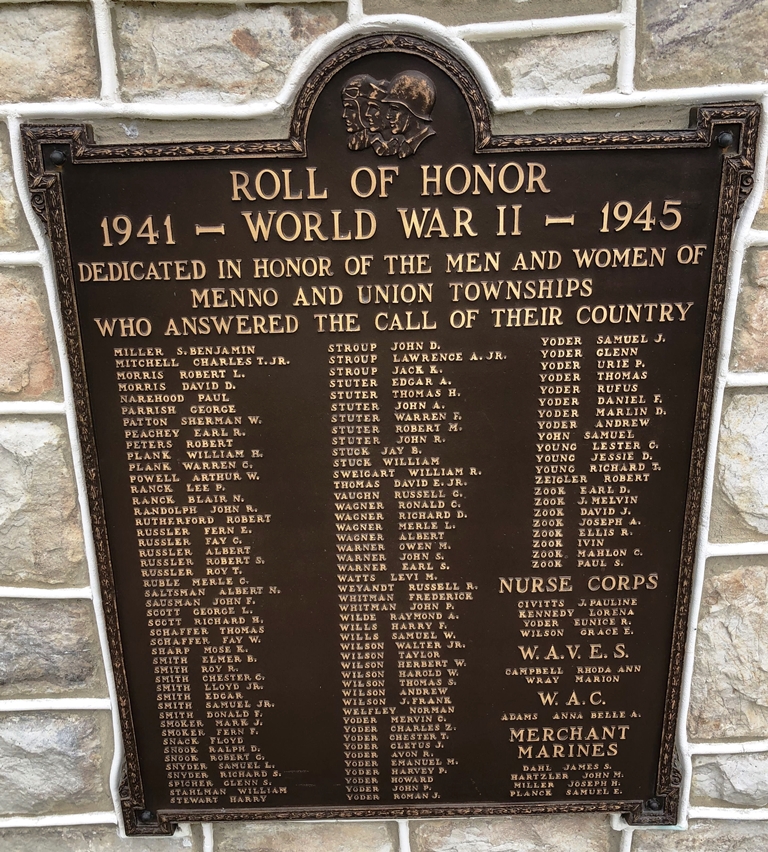 ROLL OF HONOR
1941 — WORLD WAR II — 1945
DEDICATED IN HONOR OF THE MEN AND WOMEN OF
MENNO AND UNION TOWNSHIPS
WHO ANSWERED THE CALL OF THEIR COUNTRY
MILLER S. BENJAMIN
MITCHELL CHARLES T. JR.
MORRIS ROBERT L.
MORRIS DAVID D.
NAREHOOD PAUL
PARRISH GEORGE
PATTON SHERMAN W.
PEACHEY EARL R.
PETERS ROBERT
PLANK WILLIAM H.
PLANK WARREN C.
POWELL ARTHUR W.
RANCK LEE P.
RANCK BLAIR N.
RANDOLPH JOHN R.
RUTHERFORD ROBERT
RUSSLER FERN E.
RUSSLER FAY C.
RUSSLER ALBERT
RUSSLER ROBERT S.
RUSSLER ROY T.
RUBLE MERLE C.
SALTSMAN ALBERT N.
SAUSMAN JOHN F.
SCOTT GEORGE L.
SCOTT RICHARD H.
SCHAFFER THOMAS
SCHAFFER FAY W.
SHARP MOSE K.
SMITH ELMER B.
SMITH ROY R.
SMITH CHESTER C.
SMITH LLOYD JR.
SMITH EDGAR
SMITH SAMUEL JR.
SMITH DONALD F.
SMOKER MARK J.
SMOKER FERN F.
SNACK FLOYD
SNOOK RALPH D.
SNOOK ROBERT G.
SNYDER SAMUEL L.
SNYDER RICHARD S.
SPICHER GLENN S.
STAHLMAN WILLIAM
STEWART HARRY
STROUP JOHN D.
STROUP LAWRENCE A. JR.
STROUP JACK K.
STUTER EDGAR A.
STUTER THOMAS H.
STUTER JOHN A.
STUTER WARREN F.
STUTER ROBERT M.
STUTER JOHN R.
STUCK JAY B.
STUCK WILLIAM
SWEIGART WILLIAM R.
THOMAS DAVID E. JR.
VAUGHN RUSSELL G.
WAGNER RONALD C.
WAGNER RICHARD D.
WAGNER MERLE L.
WAGNER ALBERT
WARNER OWEN M.
WARNER JOHN S.
WARNER EARL S.
WATTS LEVI M.
WEYANDT RUSSELL R.
WHITMAN FREDERICK
WHITMAN JOHN P.
WILDE RAYMOND A.
WILLS HARRY F.
WILLS SAMUEL W.
WILSON WALTER JR.
WILSON TAYLOR
WILSON HERBERT W.
WILSON HAROLD W.
WILSON THOMAS S.
WILSON ANDREW
WILSON J. FRANK
WELFLEY NORMAN
YODER MERVIN C.
YODER CHARLES Z.
YODER CHESTER T.
YODER CLETUS J.
YODER AVON R.
YODER EMANUEL M.
YODER HARVEY P.
YODER HOWARD
YODER JOHN P.
YODER ROMAN J.
YODER SAMUEL J.
YODER GLENN
YODER URIE P.
YODER THOMAS
YODER RUFUS
YODER DANIEL F.
YODER MARLIN D.
YODER ANDREW
YOHN SAMUEL
YOUNG LESTER C.
YOUNG JESSIE D.
YOUNG RICHARD T.
ZEIGLER ROBERT
ZOOK EARL D.
ZOOK J. MELVIN
ZOOK DAVID J.
ZOOK JOSEPH A.
ZOOK ELLIS R.
ZOOK IVIN
ZOOK MAHLON C.
ZOOK PAUL S.
NURSE CORPS
CIVITTS J. PAULINE
KENNEDY LORENA
YODER EUNICE R.
WILSON GRACE E.
W.A.V.E.S.
CAMPBELL RHODA ANN
WRAY MARION
W.A.C.
ADAMS ANNA BELLE A.
MERCHANT
MARINES
DAHL JAMES S.
HARTZLER JOHN M.
MILLER JOSEPH H.
PLANCK SAMUEL E.